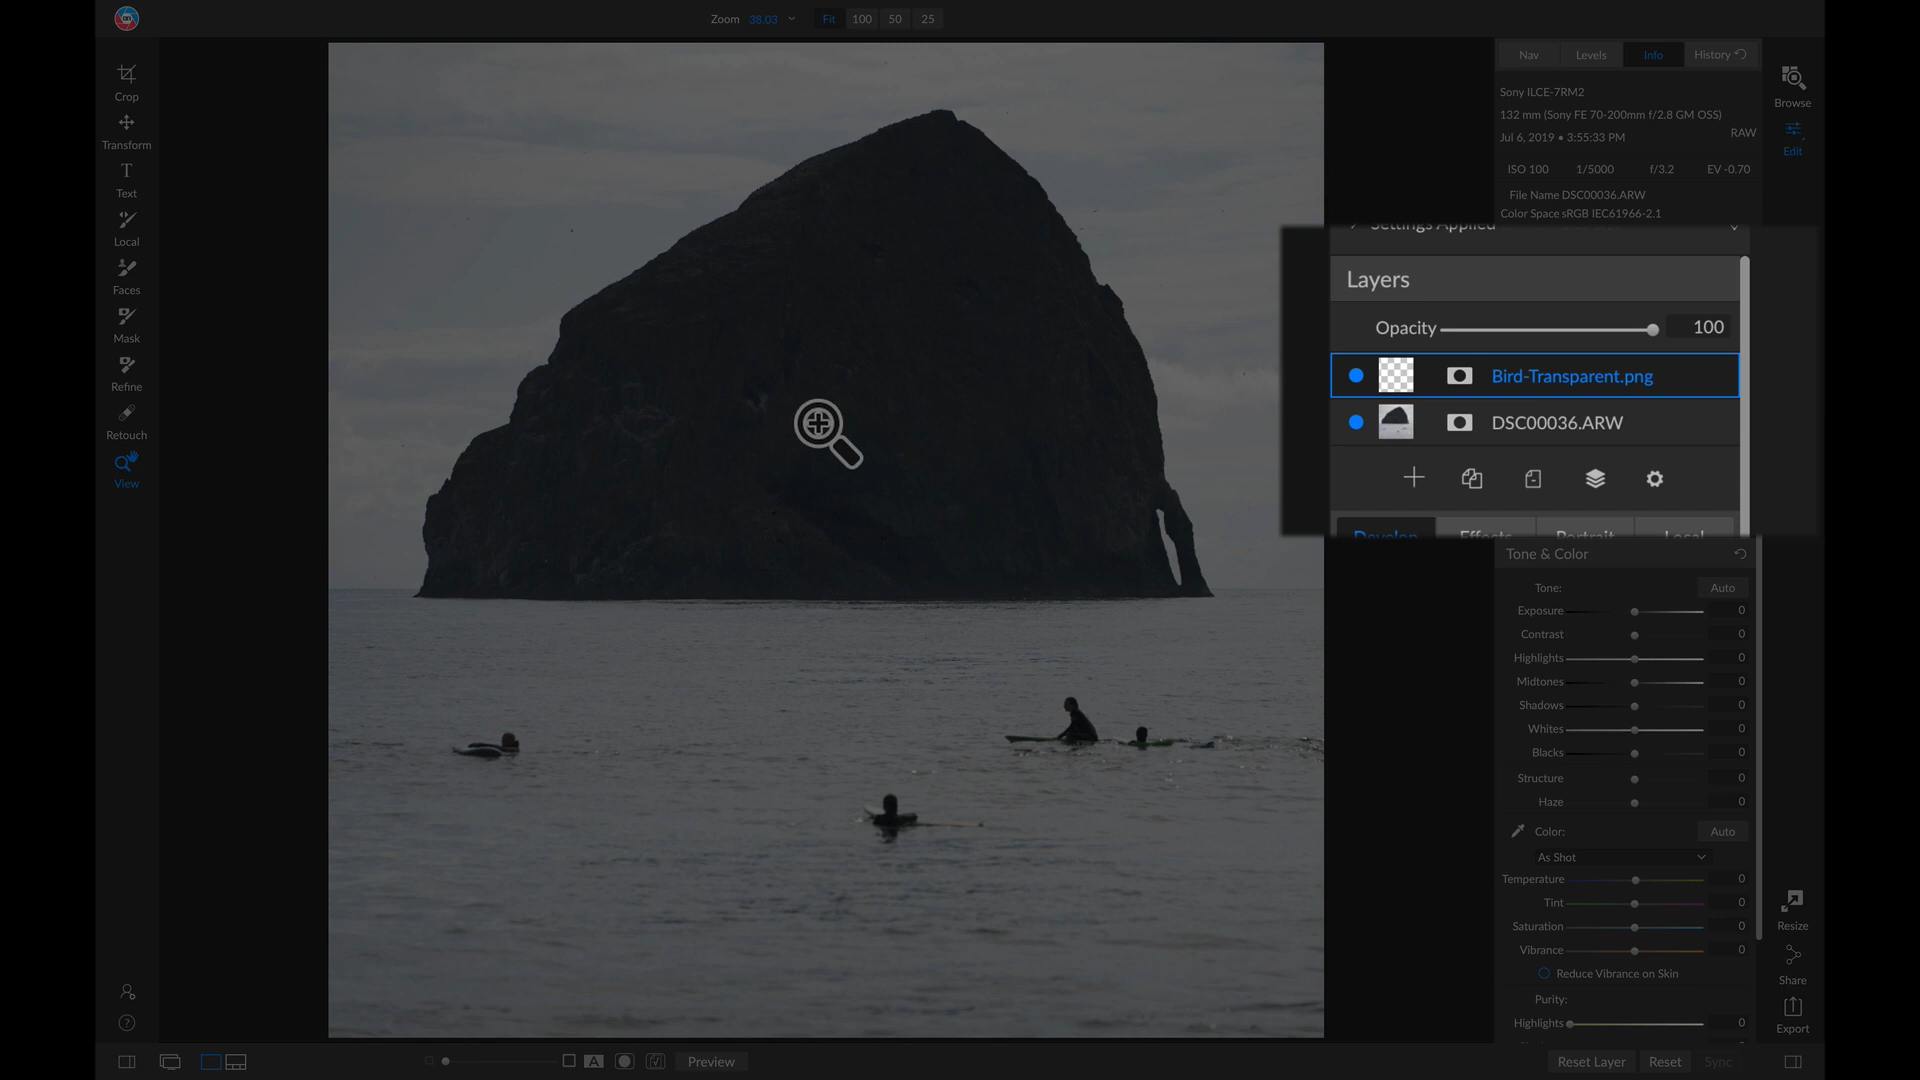 Zoom 38.03 Fit 100 50 25
Crop
Transform
T
Text
Local
Faces
Mask
Refine
Retouch
View
Nav Levels Info History
Sony ILCE-7RM2
132 mm (Sony FE 70-200mm f/2.8 GM OSS)
Jul 6, 2019 • 3:55:33 PM RAW
ISO 100 1/5000 f/3.2 EV -0.70
File Name DSC00036.ARW
Color Space sRGB IEC61966-2.1
Browse
Edit
Settings Applied
Layers
Opacity 100
Bird-Transparent.png
DSC00036.ARW
Develop Effects Portrait Local
Tone & Color
Tone: Auto
Exposure 0
Contrast 0
Highlights 0
Midtones 0
Shadows 0
Whites 0
Blacks 0
Structure 0
Haze 0
Color: Auto
As Shot
Temperature 0
Tint 0
Saturation 0
Vibrance 0
Reduce Vibrance on Skin
Purity:
Highlights 0
Resize
Share
Export
?
A
Preview
Reset Layer Reset Sync